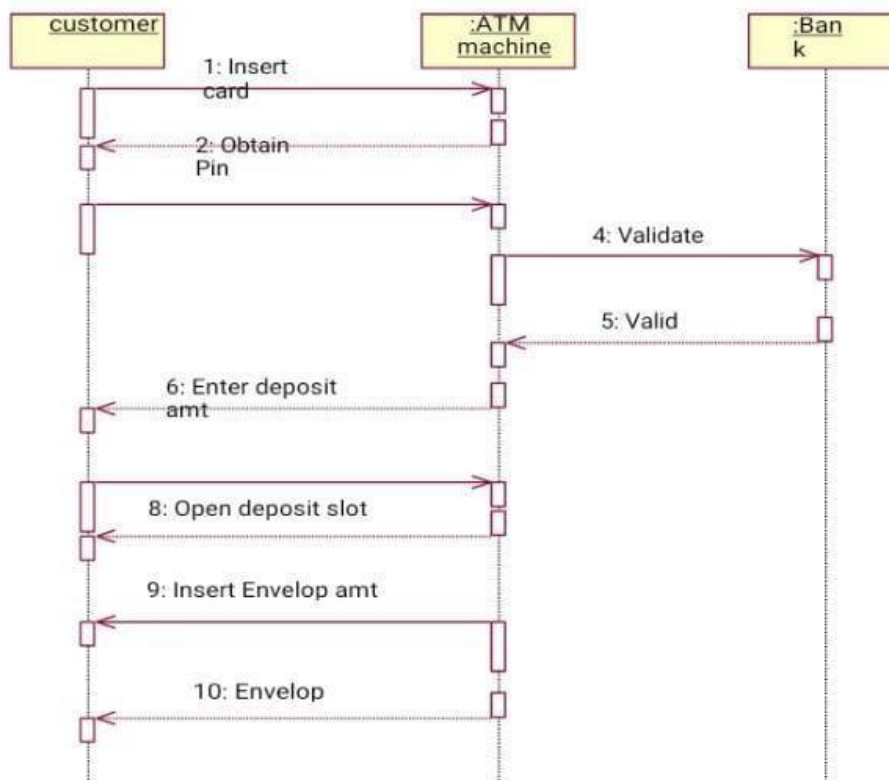 customer
:ATM
machine
:Ban
k
1: Insert
card
2: Obtain
Pin
4: Validate
5: Valid
6: Enter deposit
amt
8: Open deposit slot
9: Insert Envelop amt
10: Envelop